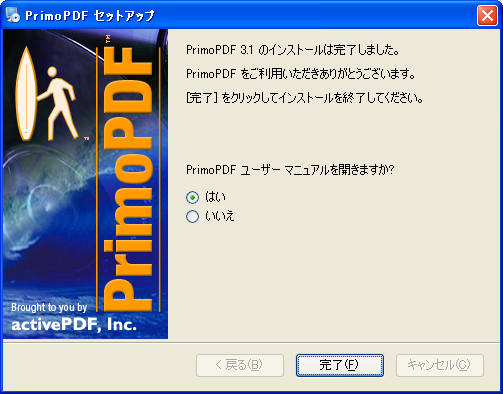 PrimoPDF セットアップ
PrimoPDF 3.1 のインストールは完了しました。
PrimoPDF をご利用いただきありがとうございます。
[完了] をクリックしてインストールを終了してください。
PrimoPDF ユーザー マニュアルを開きますか?
はい
いいえ
PrimoPDF™
™
Brought to you by
activePDF, Inc.
< 戻る(B)
完了(F)
キャンセル(C)